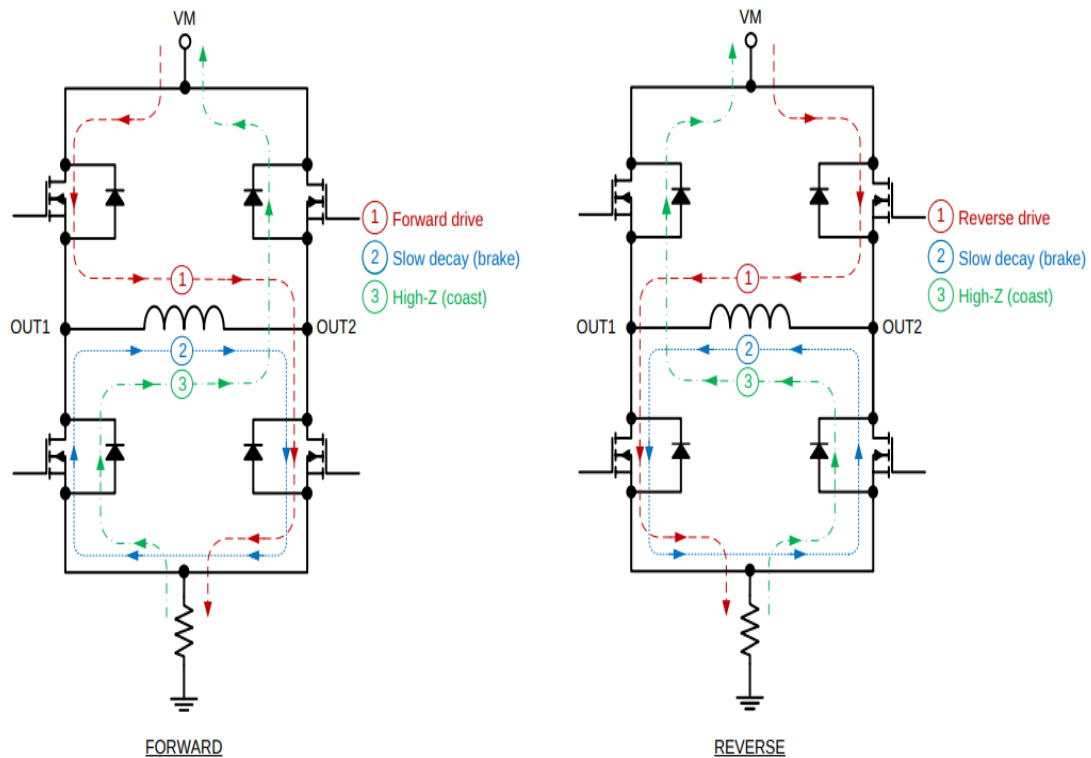 VM
1 Forward drive
2 Slow decay (brake)
3 High-Z (coast)
1
OUT1
OUT2
2
3
FORWARD
VM
1 Reverse drive
2 Slow decay (brake)
3 High-Z (coast)
1
OUT1
OUT2
2
3
REVERSE